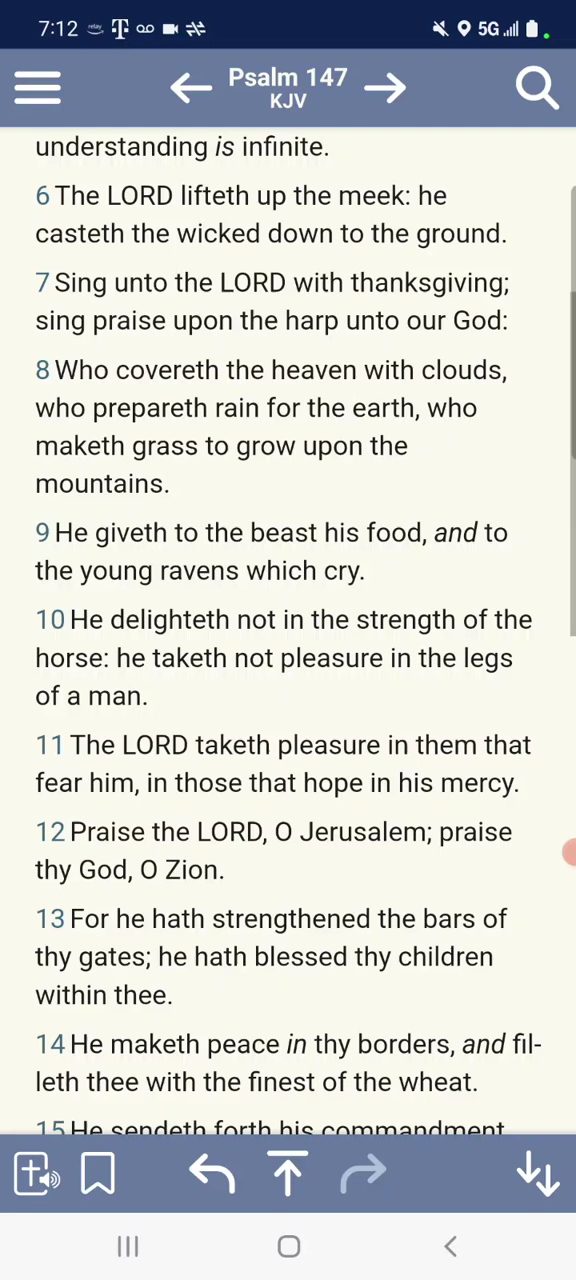 7:12 relay 5G
Psalm 147
KJV
understanding is infinite.
6 The LORD lifteth up the meek: he
casteth the wicked down to the ground.
7 Sing unto the LORD with thanksgiving;
sing praise upon the harp unto our God:
8 Who covereth the heaven with clouds,
who prepareth rain for the earth, who
maketh grass to grow upon the
mountains.
9 He giveth to the beast his food, and to
the young ravens which cry.
10 He delighteth not in the strength of the
horse: he taketh not pleasure in the legs
of a man.
11 The LORD taketh pleasure in them that
fear him, in those that hope in his mercy.
12 Praise the LORD, O Jerusalem; praise
thy God, O Zion.
13 For he hath strengthened the bars of
thy gates; he hath blessed thy children
within thee.
14 He maketh peace in thy borders, and fil-
leth thee with the finest of the wheat.
15 He sendeth forth his commandment